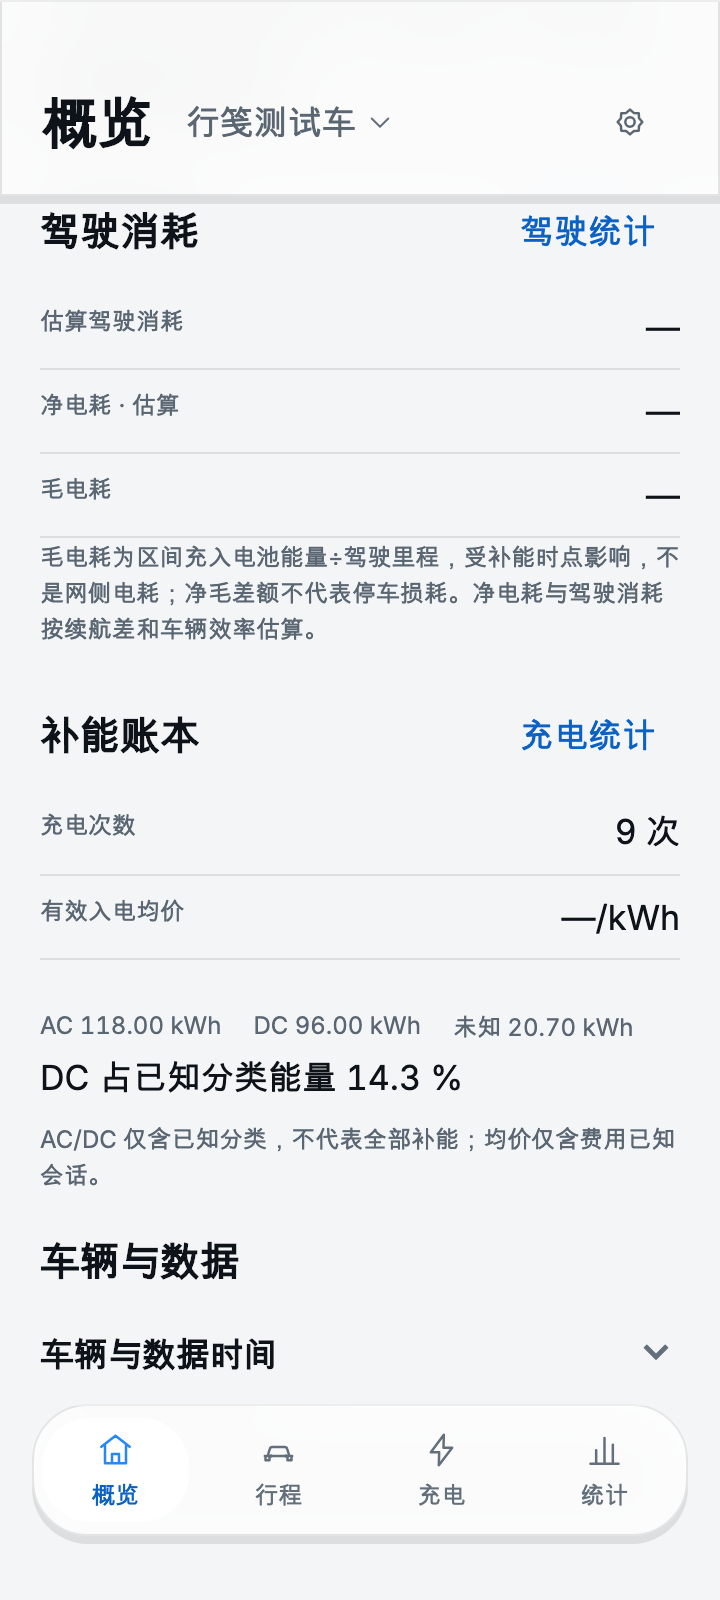 概览 行笺测试车
驾驶消耗 驾驶统计
估算驾驶消耗 —
净电耗 · 估算 —
毛电耗 —
毛电耗为区间充入电池能量÷驾驶里程，受补能时点影响，不
是网侧电耗；净毛差额不代表停车损耗。净电耗与驾驶消耗
按续航差和车辆效率估算。
补能账本 充电统计
充电次数 9 次
有效入电均价 —/kWh
AC 118.00 kWh DC 96.00 kWh 未知 20.70 kWh
DC 占已知分类能量 14.3 %
AC/DC 仅含已知分类，不代表全部补能；均价仅含费用已知
会话。
车辆与数据
车辆与数据时间
概览 行程 充电 统计